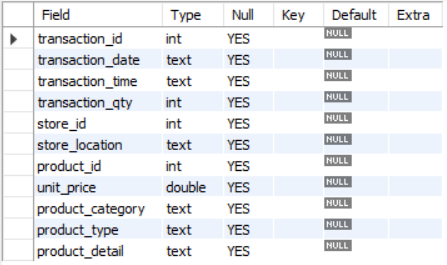 Field Type Null Key Default Extra
transaction_id int YES NULL
transaction_date text YES NULL
transaction_time text YES NULL
transaction_qty int YES NULL
store_id int YES NULL
store_location text YES NULL
product_id int YES NULL
unit_price double YES NULL
product_category text YES NULL
product_type text YES NULL
product_detail text YES NULL